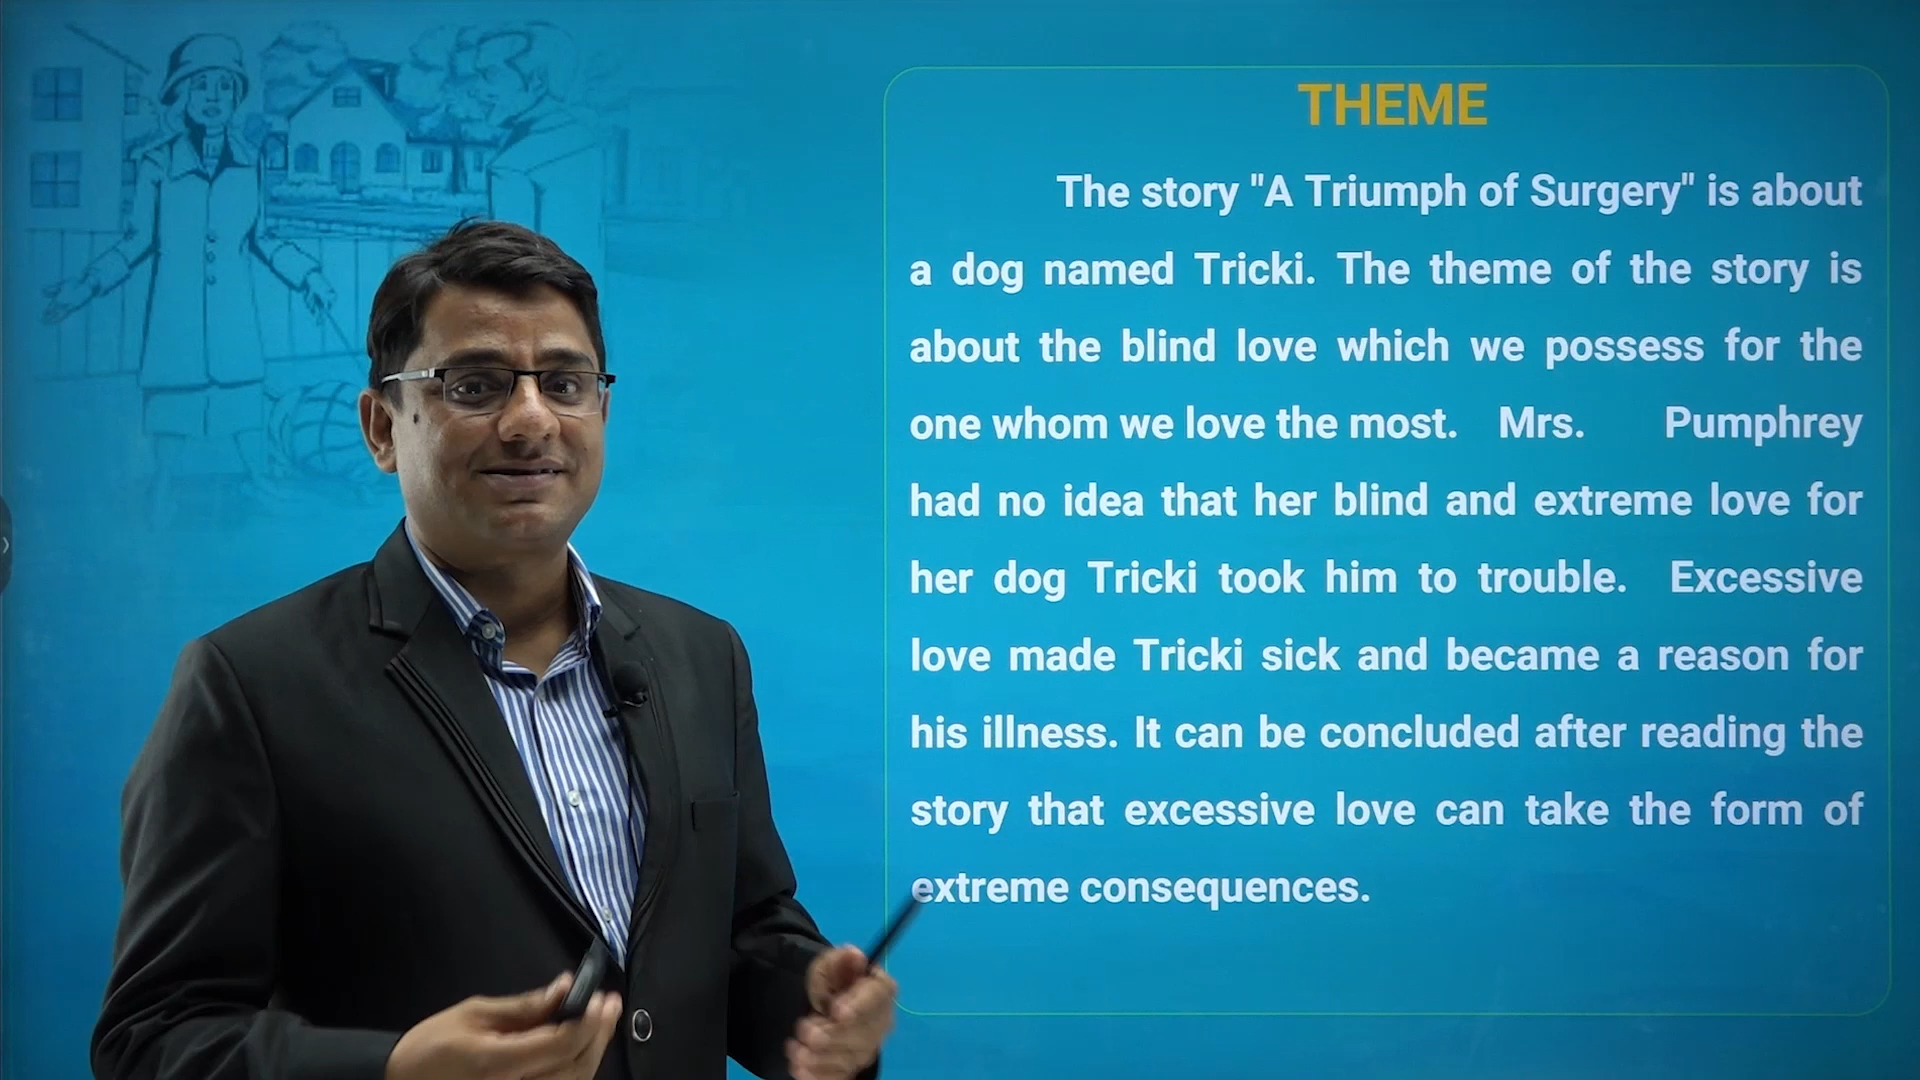 THEME
The story "A Triumph of Surgery" is about
a dog named Tricki. The theme of the story is
about the blind love which we possess for the
one whom we love the most. Mrs. Pumphrey
had no idea that her blind and extreme love for
her dog Tricki took him to trouble. Excessive
love made Tricki sick and became a reason for
his illness. It can be concluded after reading the
story that excessive love can take the form of
extreme consequences.